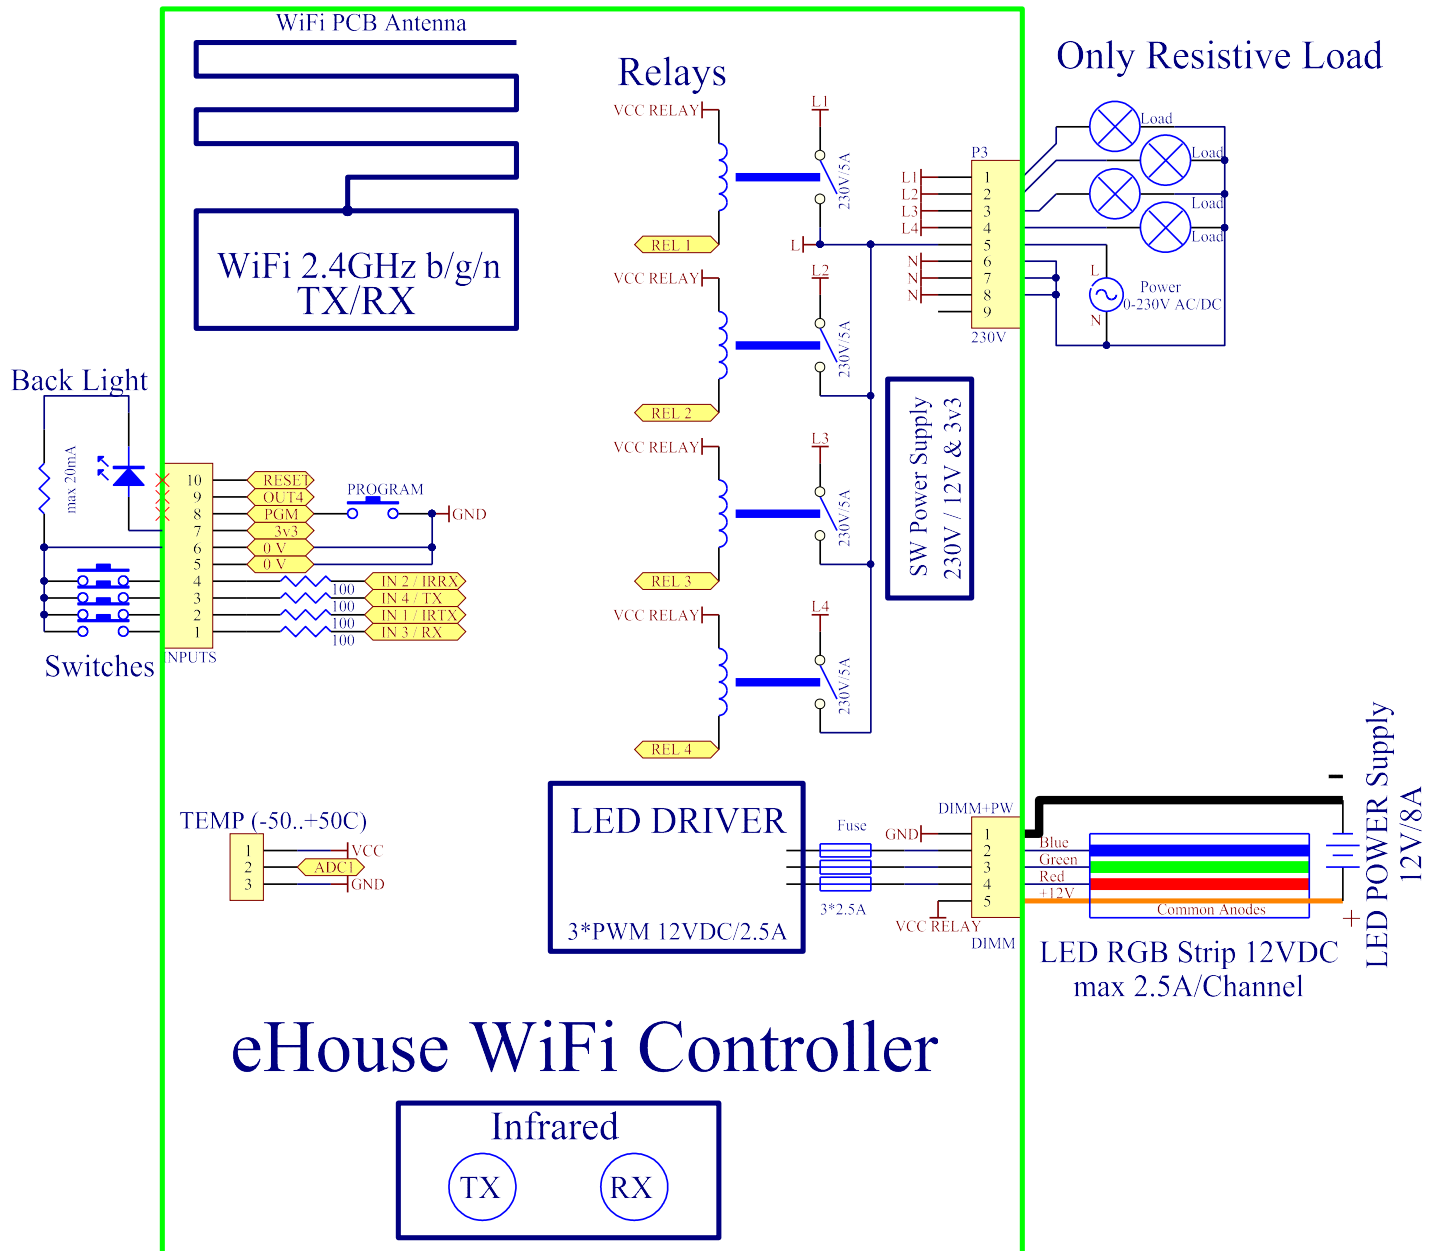 WiFi PCB Antenna
WiFi 2.4GHz b/g/n
TX/RX
Relays
VCC RELAY
L1
230V/5A
REL 1
L
VCC RELAY
L2
230V/5A
REL 2
VCC RELAY
L3
230V/5A
REL 3
VCC RELAY
L4
230V/5A
REL 4
Only Resistive Load
P3
L1
L2
L3
L4
N
N
N
1
2
3
4
5
6
7
8
9
230V
Load
Load
Load
Load
L
N
Power
0-230V AC/DC
SW Power Supply
230V / 12V & 3v3
Back Light
max 20mA
10
9
8
7
6
5
4
3
2
1
RESET
OUT4
PGM
3v3
0 V
0 V
PROGRAM
GND
100
100
100
100
IN 2 / IRRX
IN 4 / TX
IN 1 / IRTX
IN 3 / RX
INPUTS
Switches
TEMP (-50..+50C)
1
2
3
VCC
ADC1
GND
LED DRIVER
3*PWM 12VDC/2.5A
Fuse
3*2.5A
DIMM+PW
GND
1
2
3
4
5
VCC RELAY
DIMM
Blue
Green
Red
+12V
Common Anodes
-
+
LED POWER Supply
12V/8A
LED RGB Strip 12VDC
max 2.5A/Channel
eHouse WiFi Controller
Infrared
TX
RX